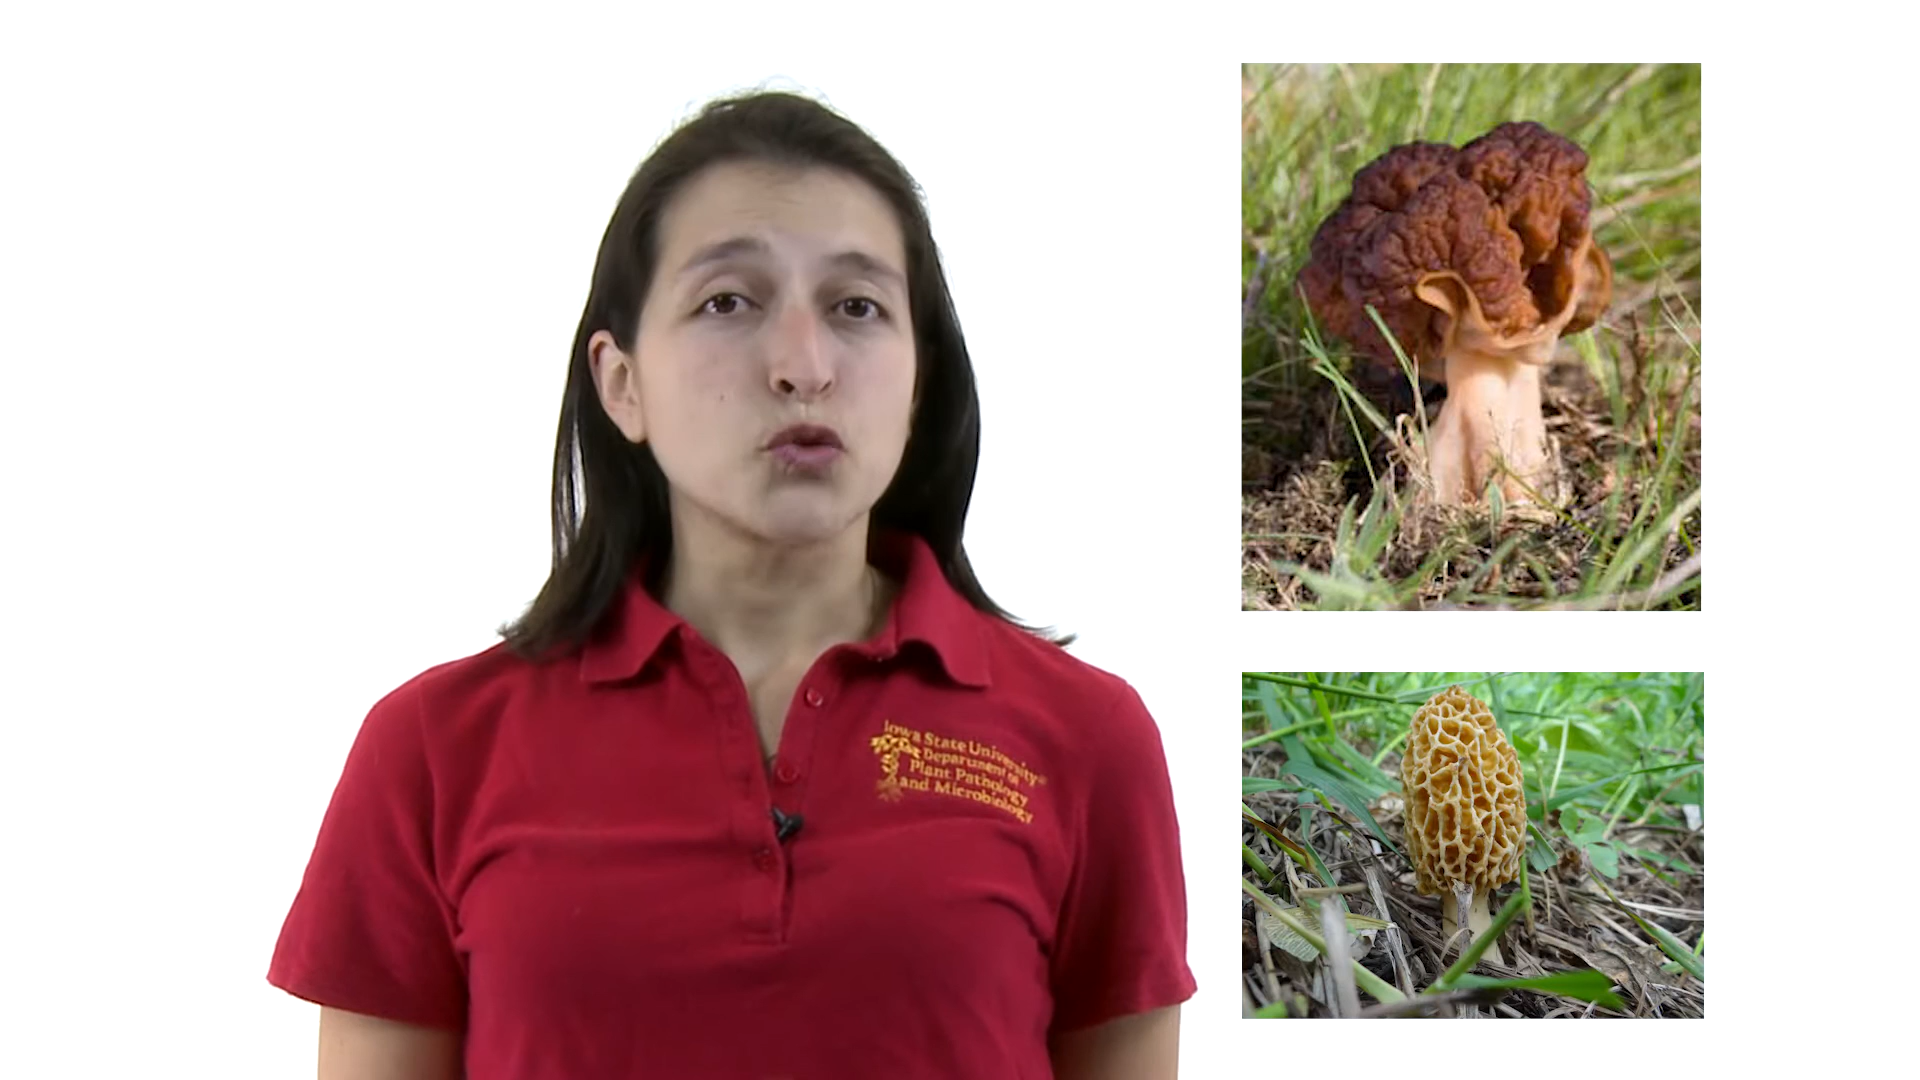 Iowa State University®
Department of
Plant Pathology
and Microbiology